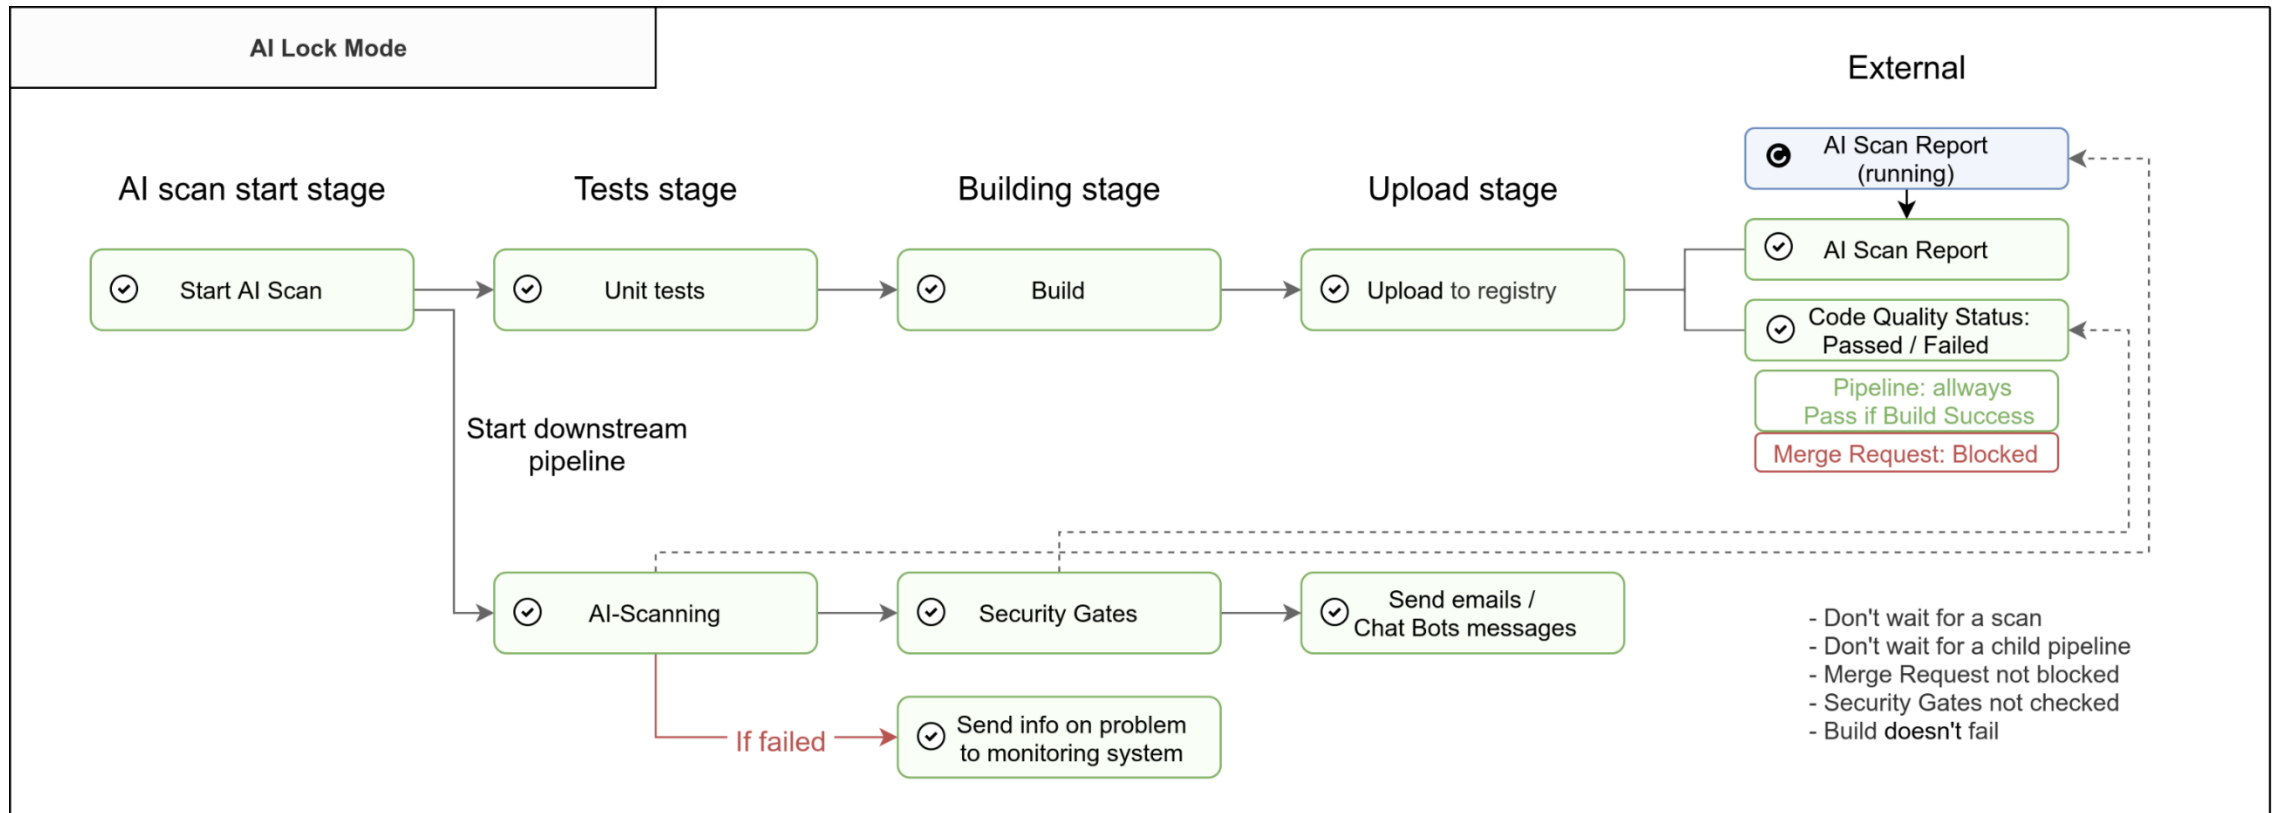 AI Lock Mode
External
AI scan start stage
Tests stage
Building stage
Upload stage
AI Scan Report
(running)
Start AI Scan
Unit tests
Build
Upload to registry
AI Scan Report
Code Quality Status:
Passed / Failed
Pipeline: allways
Pass if Build Success
Merge Request: Blocked
Start downstream
pipeline
AI-Scanning
Security Gates
Send emails /
Chat Bots messages
If failed
Send info on problem
to monitoring system
- Don't wait for a scan
- Don't wait for a child pipeline
- Merge Request not blocked
- Security Gates not checked
- Build doesn't fail